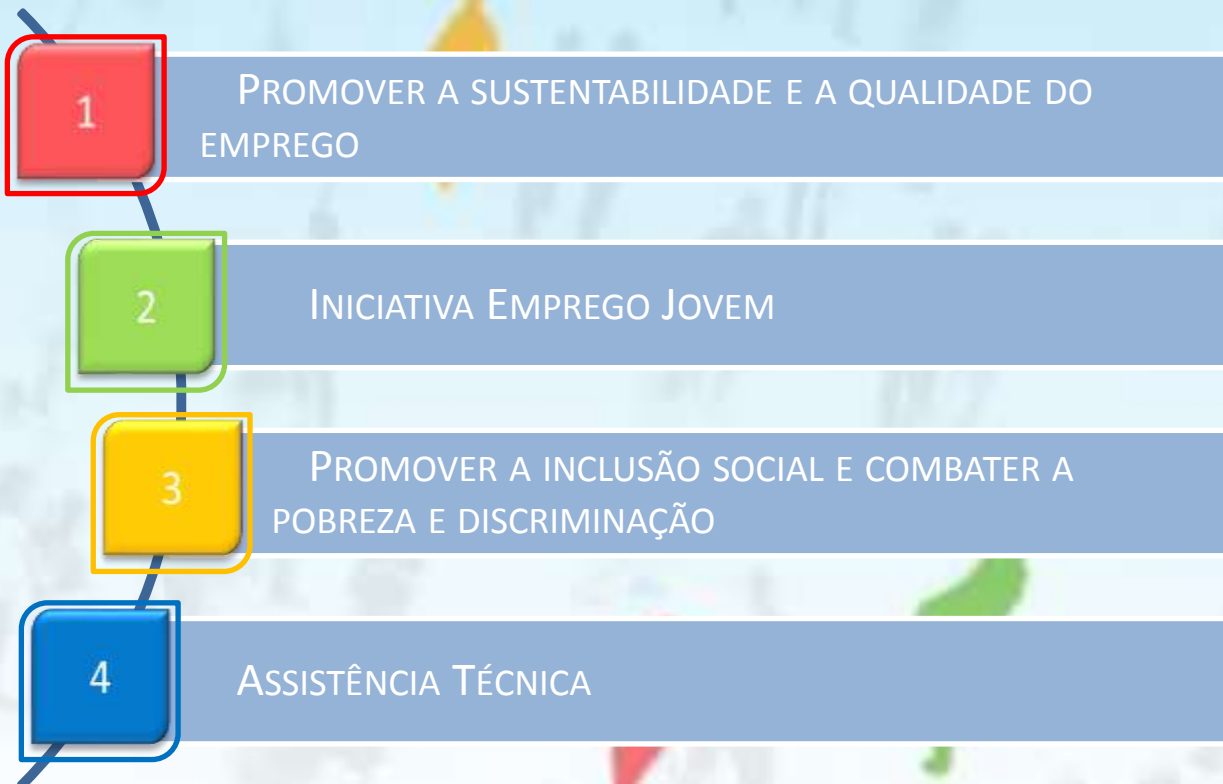 1
PROMOVER A SUSTENTABILIDADE E A QUALIDADE DO
EMPREGO
2
INICIATIVA EMPREGO JOVEM
3
PROMOVER A INCLUSÃO SOCIAL E COMBATER A
POBREZA E DISCRIMINAÇÃO
4
ASSISTÊNCIA TÉCNICA